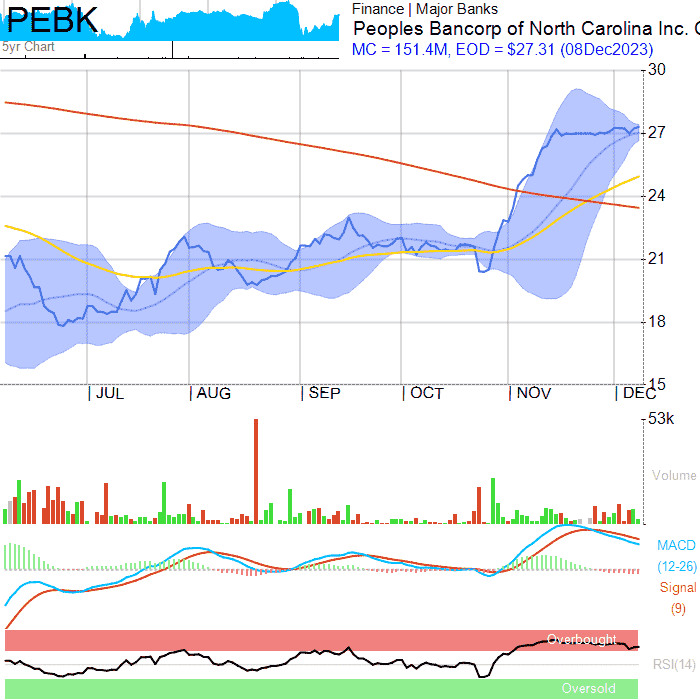 PEBK
5yr Chart
Finance | Major Banks
Peoples Bancorp of North Carolina Inc. C
MC = 151.4M, EOD = $27.31 (08Dec2023)
30
27
24
21
18
15
JUL AUG SEP OCT NOV DEC
53k
Volume
MACD
(12-26)
Signal
(9)
Overbought
RSI(14)
Oversold